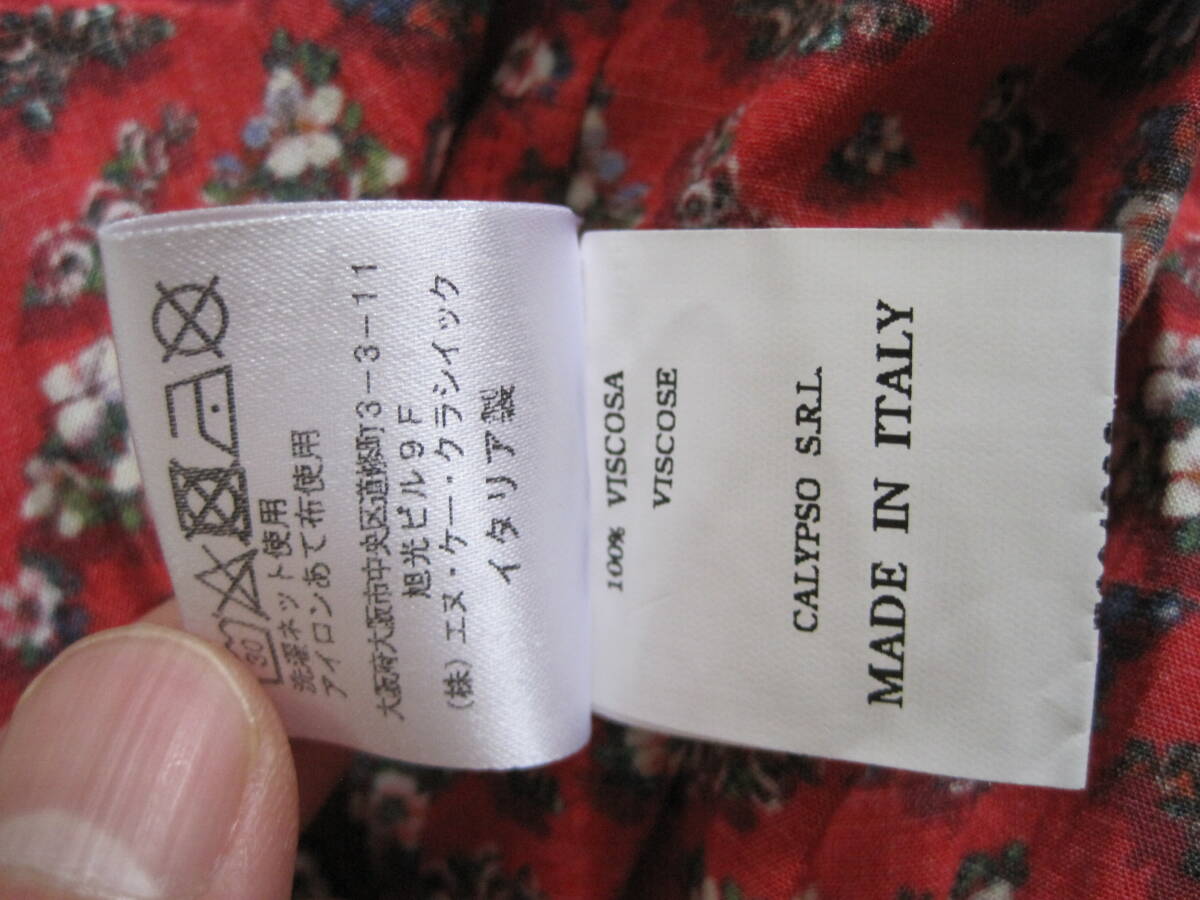 30
洗濯ネット使用
アイロンあて布使用
大阪府大阪市中央区道修町3-3-11
旭光ビル9F
(株)エヌ・ケー・クラシイック
イタリア製
100% VISCOSA
VISCOSE
CALYPSO S.R.L.
MADE IN ITALY